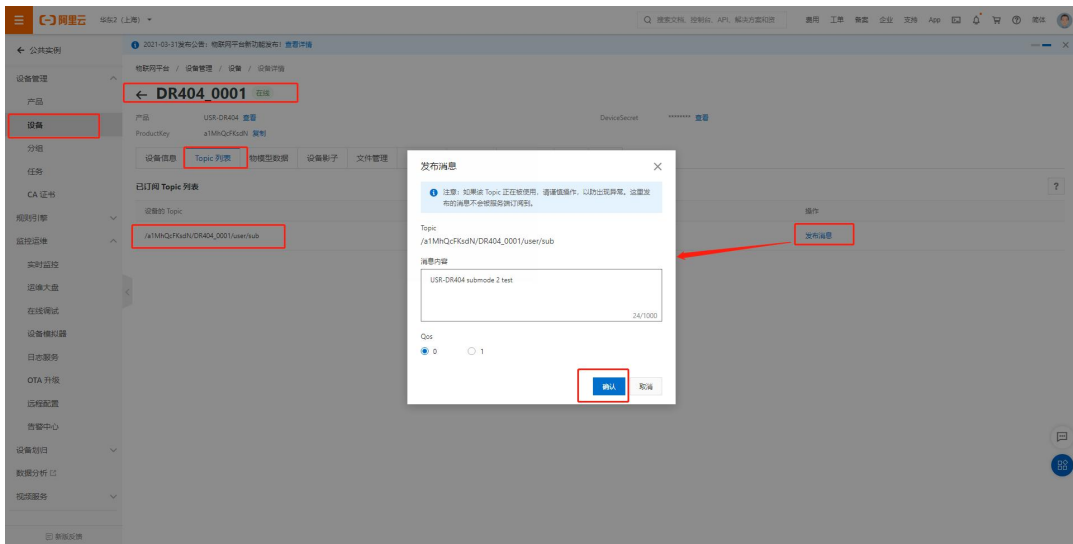 阿里云 华东2 (上海)
搜索文档、控制台、API、解决方案和资 费用 工单 备案 企业 支持 App 简体
公共实例
2021-03-31发布公告: 物联网平台新功能发布! 查看详情
物联网平台 / 设备管理 / 设备 / 设备详情
DR404_0001 在线
产品 USR-DR404 查看
DeviceSecret ******** 查看
ProductKey a1MhQcFKsdN 复制
设备信息 Topic 列表 物模型数据 设备影子 文件管理
已订阅 Topic 列表
设备的 Topic 操作
/a1MhQcFKsdN/DR404_0001/user/sub 发布消息
设备管理
产品
设备
分组
任务
CA 证书
规则引擎
监控运维
实时监控
运维大盘
在线调试
设备模拟器
日志服务
OTA 升级
远程配置
告警中心
设备划归
数据分析
视频服务
新版反馈
发布消息
注意: 如果该 Topic 正在被使用, 请谨慎操作, 以防出现异常。这里发
布的消息不会被服务端订阅到。
Topic
/a1MhQcFKsdN/DR404_0001/user/sub
消息内容
USR-DR404 submode 2 test
24/1000
Qos
0 1
确认 取消